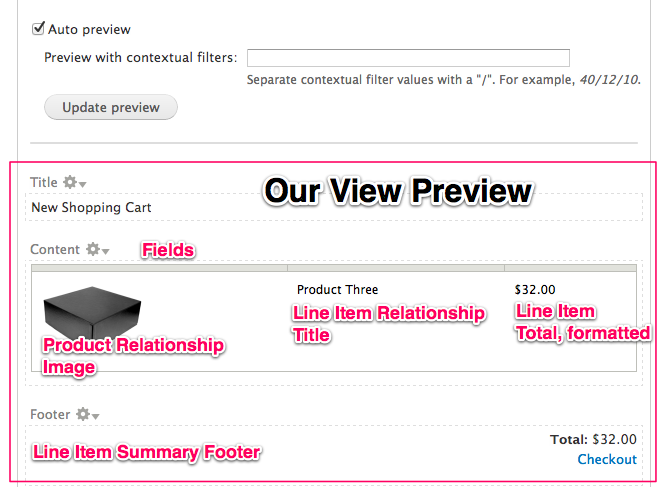 Auto preview
Preview with contextual filters:
Separate contextual filter values with a "/". For example, 40/12/10.
Update preview
Title
Our View Preview
New Shopping Cart
Content
Fields
Product Three
$32.00
Line Item Relationship
Title
Line Item
Total, formatted
Product Relationship
Image
Footer
Total: $32.00
Line Item Summary Footer
Checkout